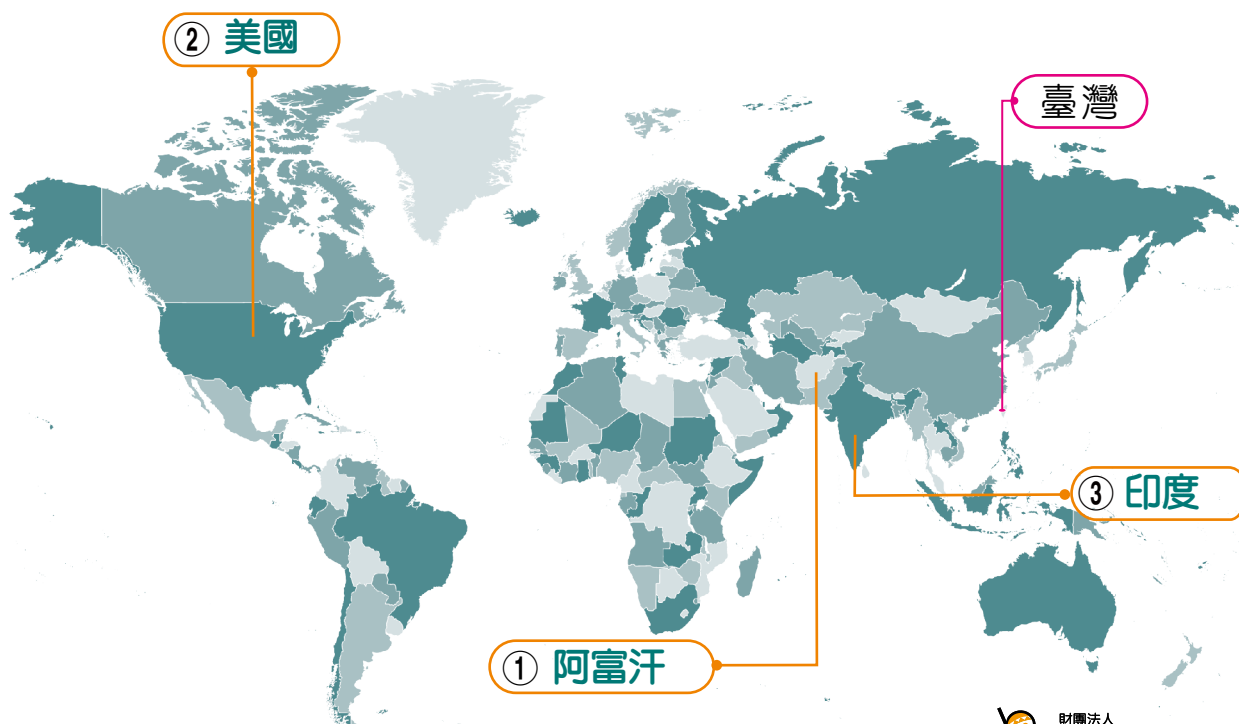 ② 美國
臺灣
③ 印度
① 阿富汗
財團法人